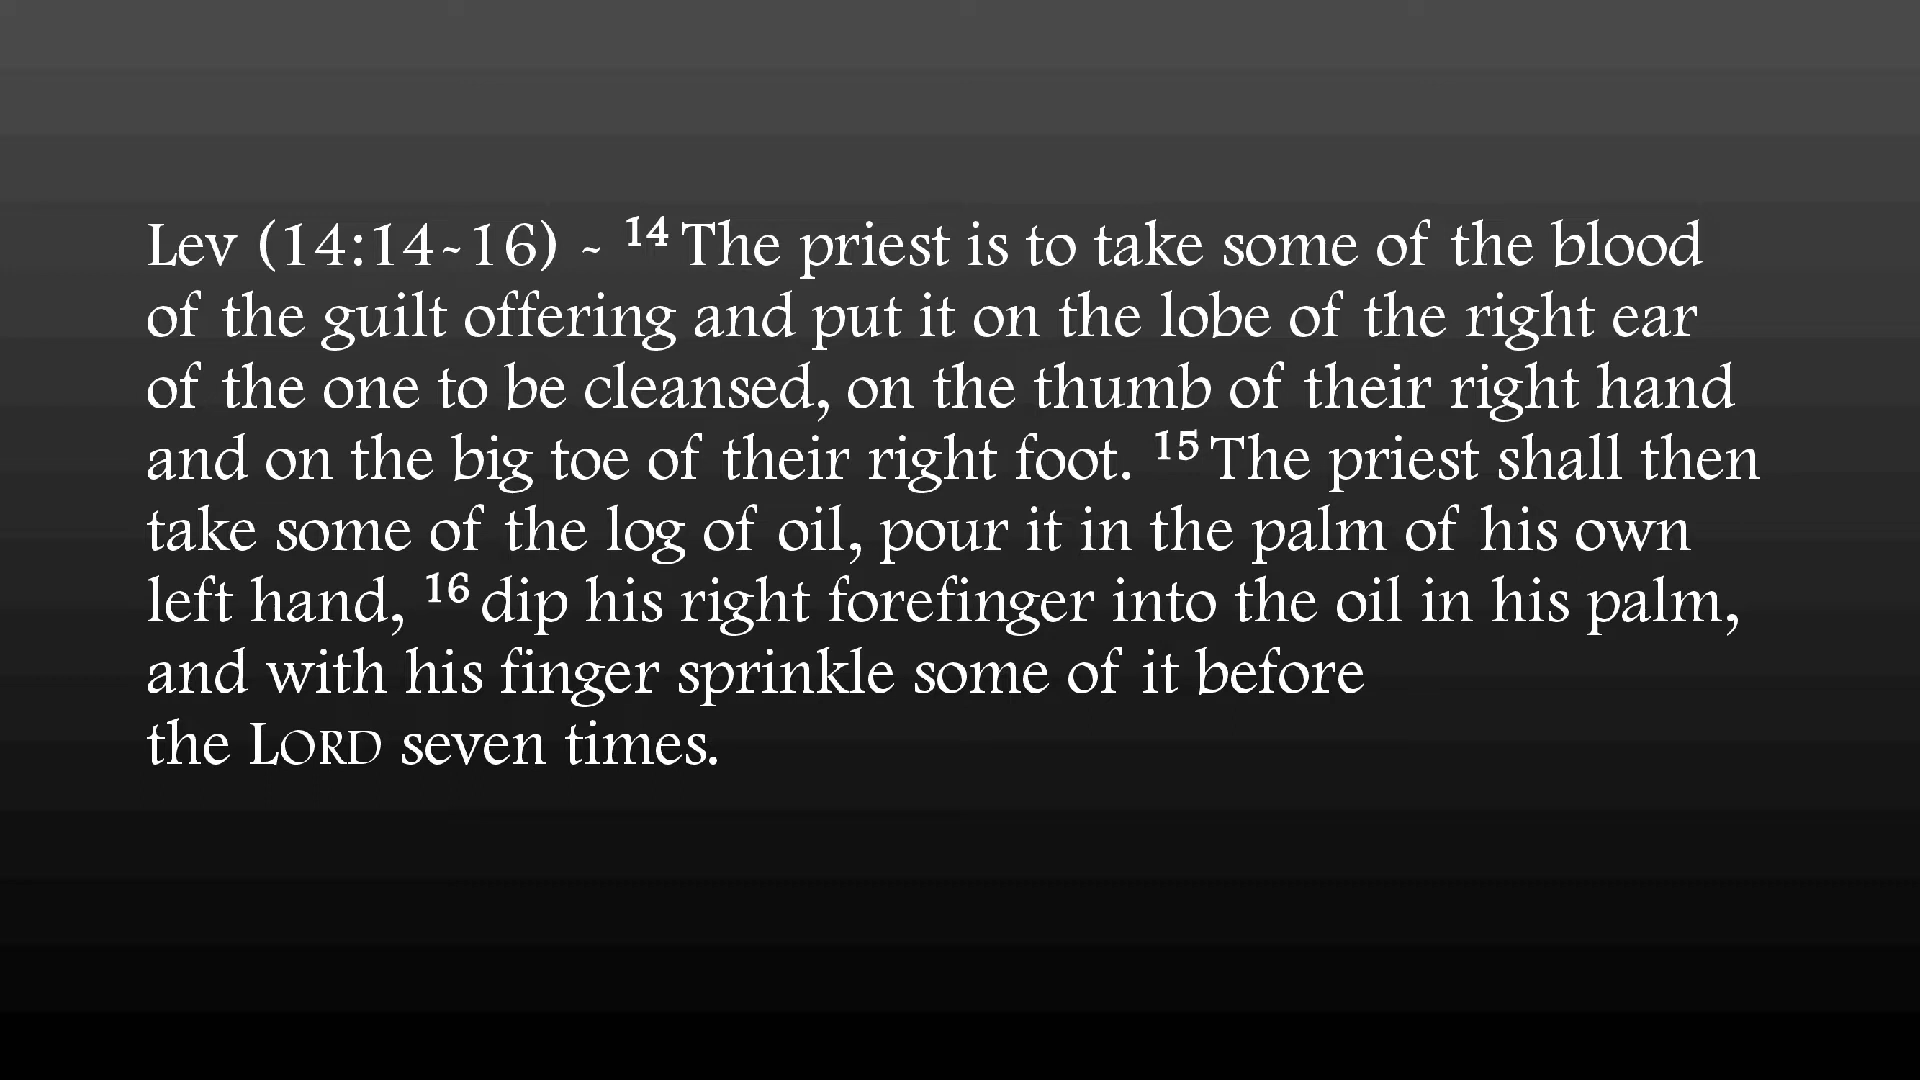 Lev (14:14-16) - ¹⁴ The priest is to take some of the blood
of the guilt offering and put it on the lobe of the right ear
of the one to be cleansed, on the thumb of their right hand
and on the big toe of their right foot. ¹⁵ The priest shall then
take some of the log of oil, pour it in the palm of his own
left hand, ¹⁶ dip his right forefinger into the oil in his palm,
and with his finger sprinkle some of it before
the LORD seven times.